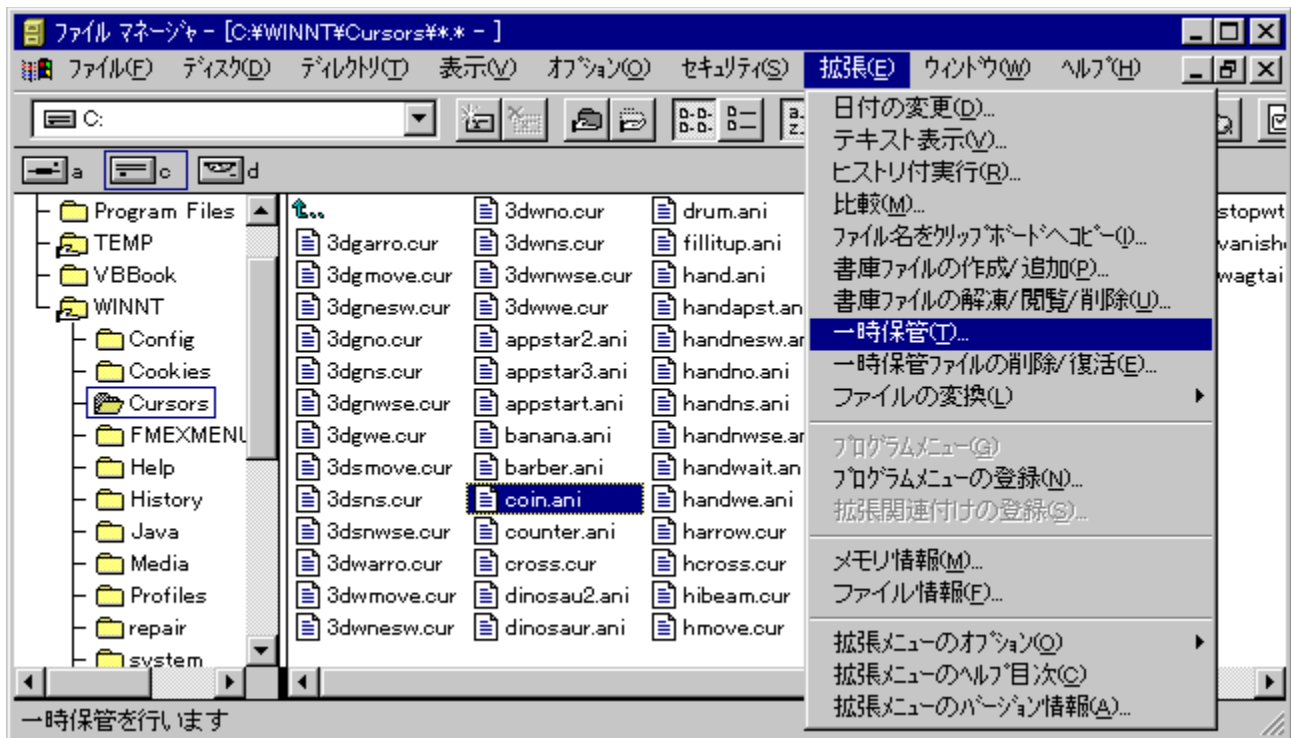 ファイル マネージャ - [C:¥WINNT¥Cursors¥*.* - ]
ファイル(F) ディスク(D) ディレクトリ(T) 表示(V) オプション(O) セキュリティ(S) 拡張(E) ウィンドウ(W) ヘルプ(H)
C:
a c d
Program Files
TEMP
VBBook
WINNT
Config
Cookies
Cursors
FMEXMENU
Help
History
Java
Media
Profiles
repair
system
3dgarro.cur
3dgmove.cur
3dgnesw.cur
3dgno.cur
3dgns.cur
3dgnwse.cur
3dgwe.cur
3dsmove.cur
3dsns.cur
3dsnwse.cur
3dwarro.cur
3dwmove.cur
3dwnesw.cur
3dwno.cur
3dwns.cur
3dwnwse.cur
3dwwe.cur
appstar2.ani
appstar3.ani
appstart.ani
banana.ani
barber.ani
coin.ani
counter.ani
cross.cur
dinosau2.ani
dinosaur.ani
drum.ani
fillitup.ani
hand.ani
handapst.an
handnesw.an
handno.ani
handns.ani
handnwse.an
handwait.an
handwe.ani
harrow.cur
hcross.cur
hibeam.cur
hmove.cur
stopwt
vanish
wagtai
日付の変更(D)...
テキスト表示(V)...
ヒストリ付実行(R)...
比較(M)...
ファイル名をクリップボードへコピー(I)...
書庫ファイルの作成/追加(P)...
書庫ファイルの解凍/閲覧/削除(U)...
一時保管(T)...
一時保管ファイルの削除/復活(E)...
ファイルの変換(L)
プログラムメニュー(G)
プログラムメニューの登録(N)...
拡張関連付けの登録(S)...
メモリ情報(M)...
ファイル情報(F)...
拡張メニューのオプション(O)
拡張メニューのヘルプ目次(C)
拡張メニューのバージョン情報(A)...
一時保管を行います